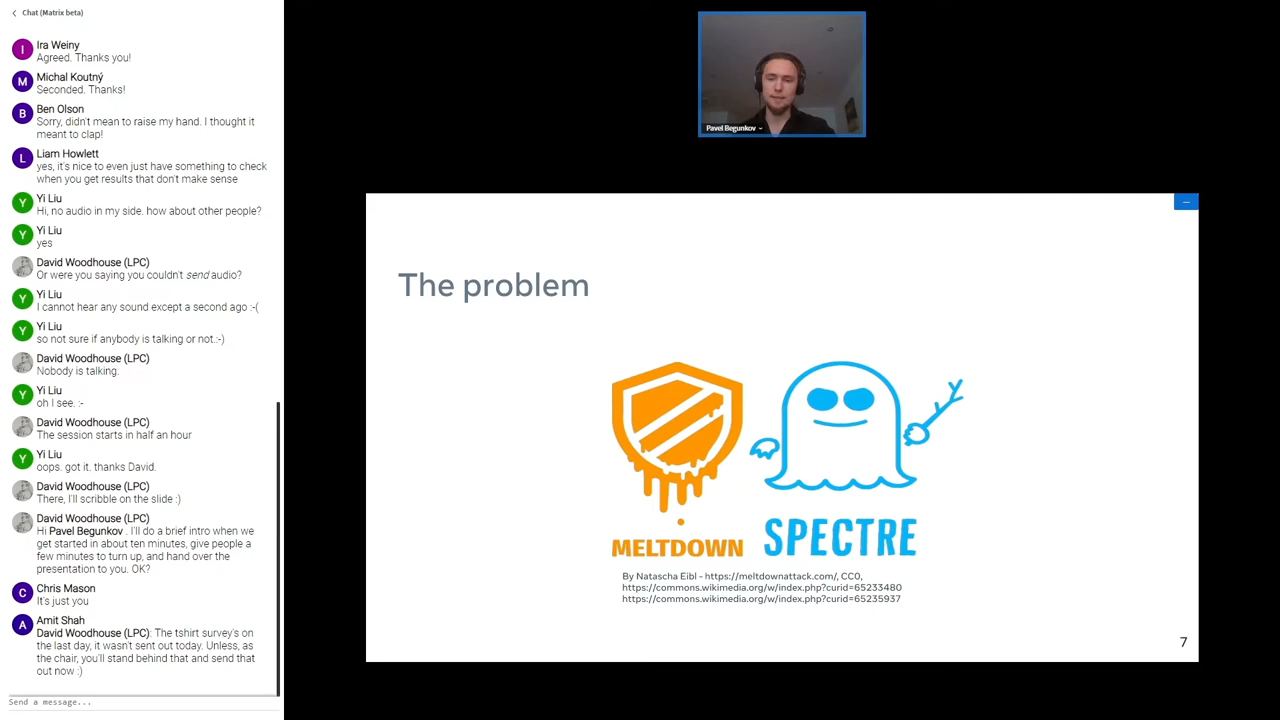 Chat (Matrix beta)
I
Ira Weiny
Agreed. Thank you!
M
Michal Koutný
Seconded. Thanks!
B
Ben Olson
Sorry, didn't mean to raise my hand. I thought it
meant to clap!
L
Liam Howlett
yes, it's nice to even just have something to check
when you get results that don't make sense
Y
Yi Liu
Hi, no audio in my side. how about other people?
Y
Yi Liu
yes
David Woodhouse (LPC)
Or were you saying you couldn't send audio?
Y
Yi Liu
I cannot hear any sound except a second ago :-(
Y
Yi Liu
so not sure if anybody is talking or not.:-)
David Woodhouse (LPC)
Nobody is talking.
Y
Yi Liu
oh I see. :-
David Woodhouse (LPC)
The session starts in half an hour
Y
Yi Liu
oops. got it. thanks David.
David Woodhouse (LPC)
There, I'll scribble on the slide :)
David Woodhouse (LPC)
Hi Pavel Begunkov . I'll do a brief intro when we
get started in about ten minutes, give people a
few minutes to turn up, and hand over the
presentation to you. OK?
C
Chris Mason
It's just you
A
Amit Shah
David Woodhouse (LPC): The tshirt survey's on
the last day, it wasn't sent out today. Unless, as
the chair, you'll stand behind that and send that
out now :)
Send a message...
Pavel Begunkov
The problem
MELTDOWN
SPECTRE
By Natascha Eibl - https://meltdownattack.com/, CC0,
https://commons.wikimedia.org/w/index.php?curid=65233480
https://commons.wikimedia.org/w/index.php?curid=65235937
7